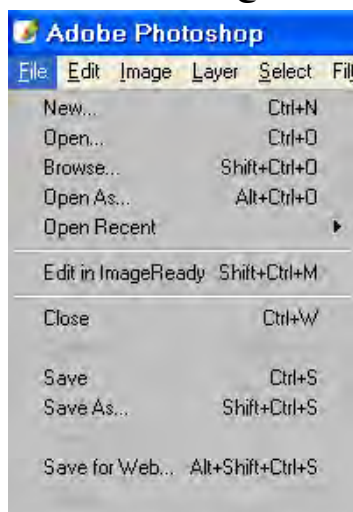 Adobe Photoshop
File Edit Image Layer Select Filt
New... Ctrl+N
Open... Ctrl+O
Browse... Shift+Ctrl+O
Open As... Alt+Ctrl+O
Open Recent
Edit in ImageReady Shift+Ctrl+M
Close Ctrl+W
Save Ctrl+S
Save As... Shift+Ctrl+S
Save for Web... Alt+Shift+Ctrl+S